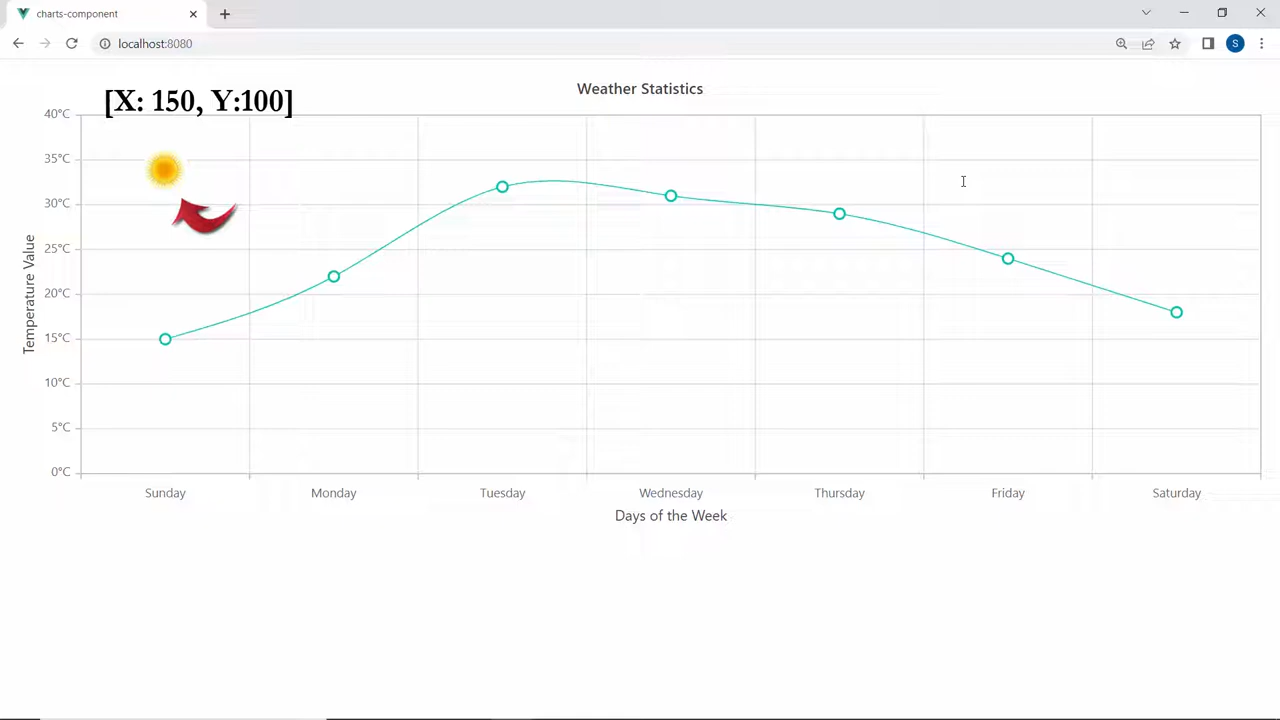 charts-component
localhost:8080
S
Weather Statistics
[X: 150, Y:100]
40°C
35°C
30°C
25°C
20°C
15°C
10°C
5°C
0°C
Temperature Value
Sunday Monday Tuesday Wednesday Thursday Friday Saturday
Days of the Week